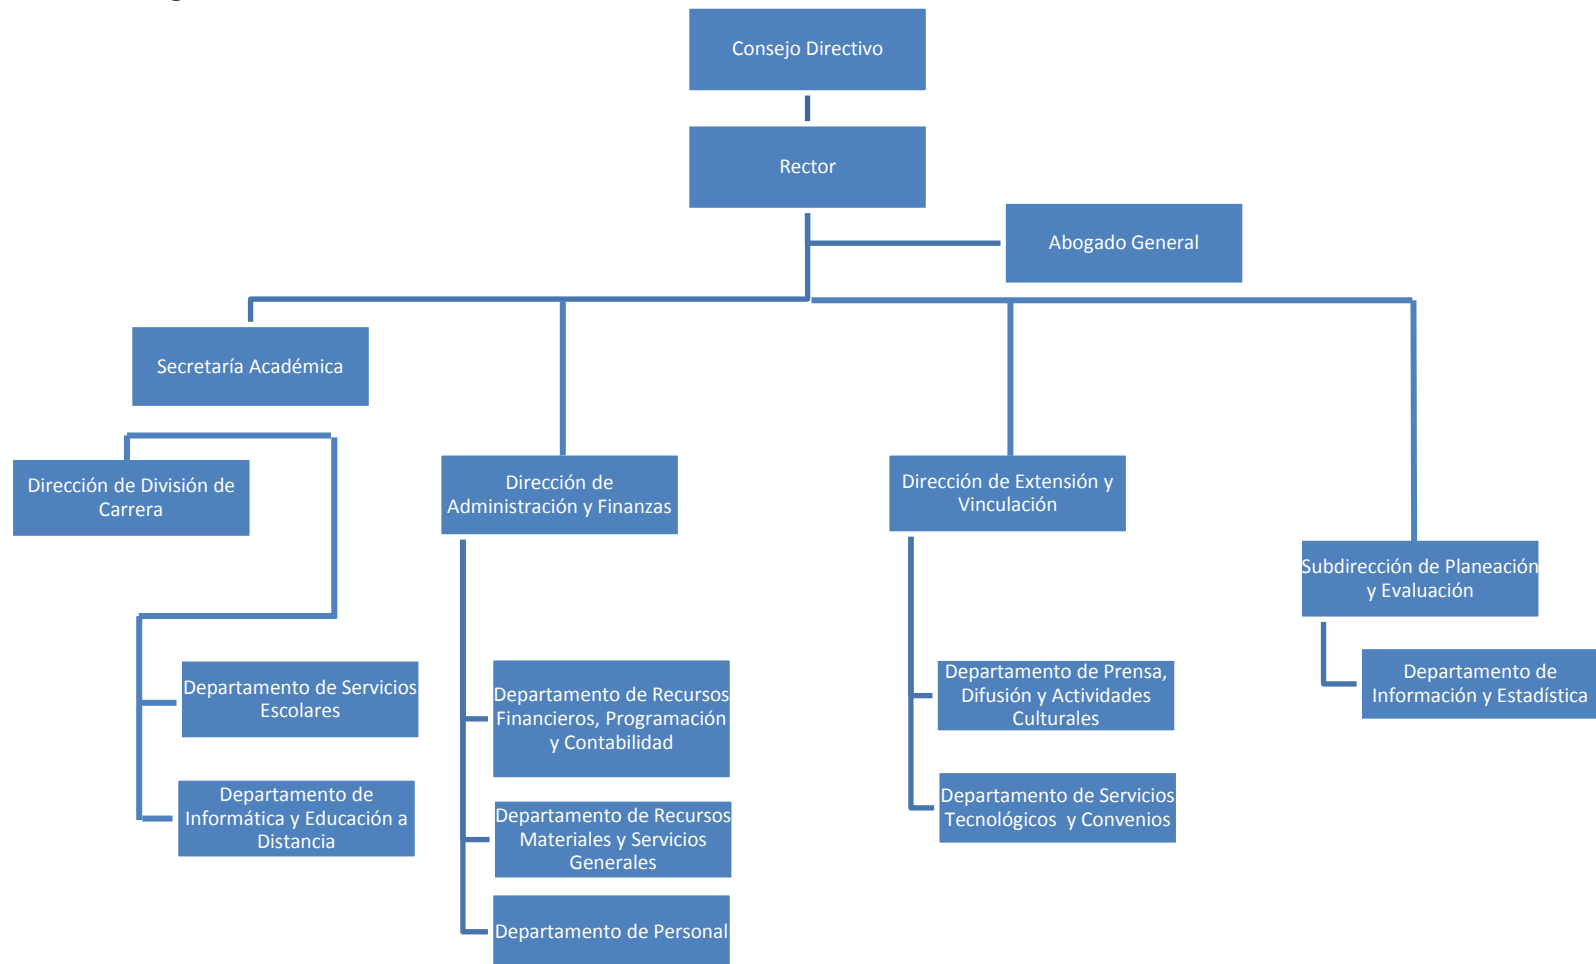 Consejo Directivo
Rector
Abogado General
Secretaría Académica
Dirección de División de
Carrera
Dirección de
Administración y Finanzas
Dirección de Extensión y
Vinculación
Subdirección de Planeación
y Evaluación
Departamento de Servicios
Escolares
Departamento de
Informática y Educación a
Distancia
Departamento de Recursos
Financieros, Programación
y Contabilidad
Departamento de Recursos
Materiales y Servicios
Generales
Departamento de Personal
Departamento de Prensa,
Difusión y Actividades
Culturales
Departamento de Servicios
Tecnológicos y Convenios
Departamento de
Información y Estadística